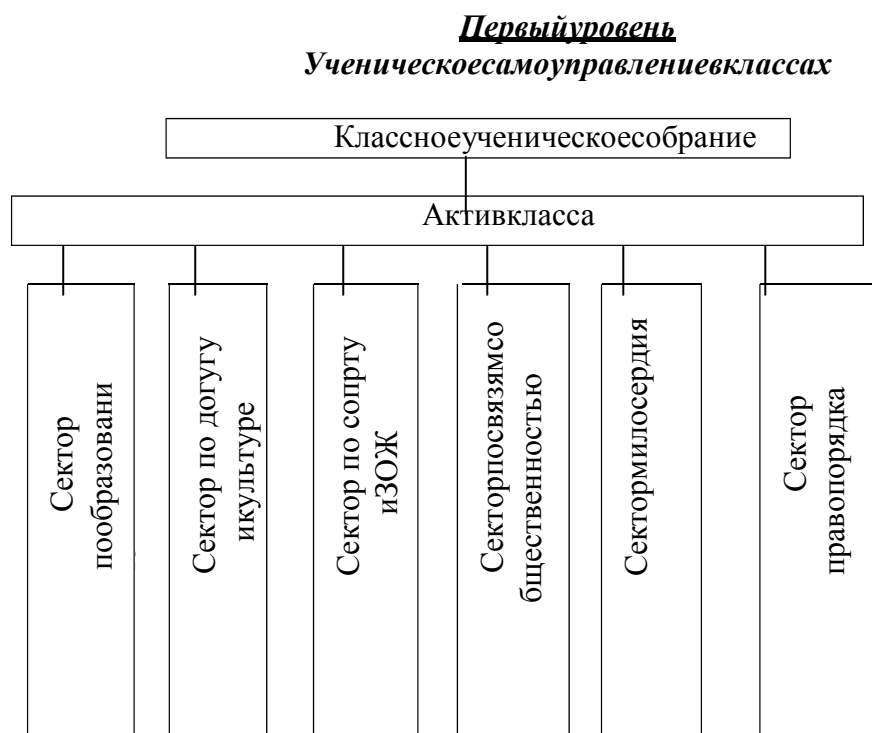 Первыйуровень
Ученическоесамоуправлениевклассах
Классноеученическоесобрание
Активкласса
Сектор
пообразовани
Сектор по догугу
икультуре
Сектор по сопрту
иЗОЖ
Секторпосвязямсо
бщественностью
Сектормилосердия
Сектор
правопорядка